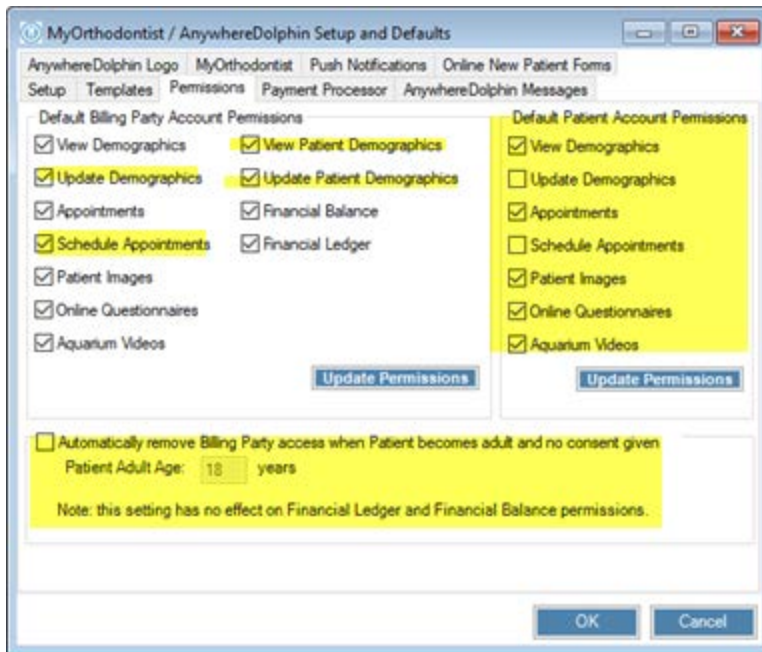 MyOrthodontist / AnywhereDolphin Setup and Defaults
AnywhereDolphin Logo MyOrthodontist Push Notifications Online New Patient Forms
Setup Templates Permissions Payment Processor AnywhereDolphin Messages
Default Billing Party Account Permissions
View Demographics View Patient Demographics
Update Demographics Update Patient Demographics
Appointments Financial Balance
Schedule Appointments Financial Ledger
Patient Images
Online Questionnaires
Aquarium Videos
Update Permissions
Default Patient Account Permissions
View Demographics
Update Demographics
Appointments
Schedule Appointments
Patient Images
Online Questionnaires
Aquarium Videos
Update Permissions
Automatically remove Billing Party access when Patient becomes adult and no consent given
Patient Adult Age: 18 years
Note: this setting has no effect on Financial Ledger and Financial Balance permissions.
OK Cancel